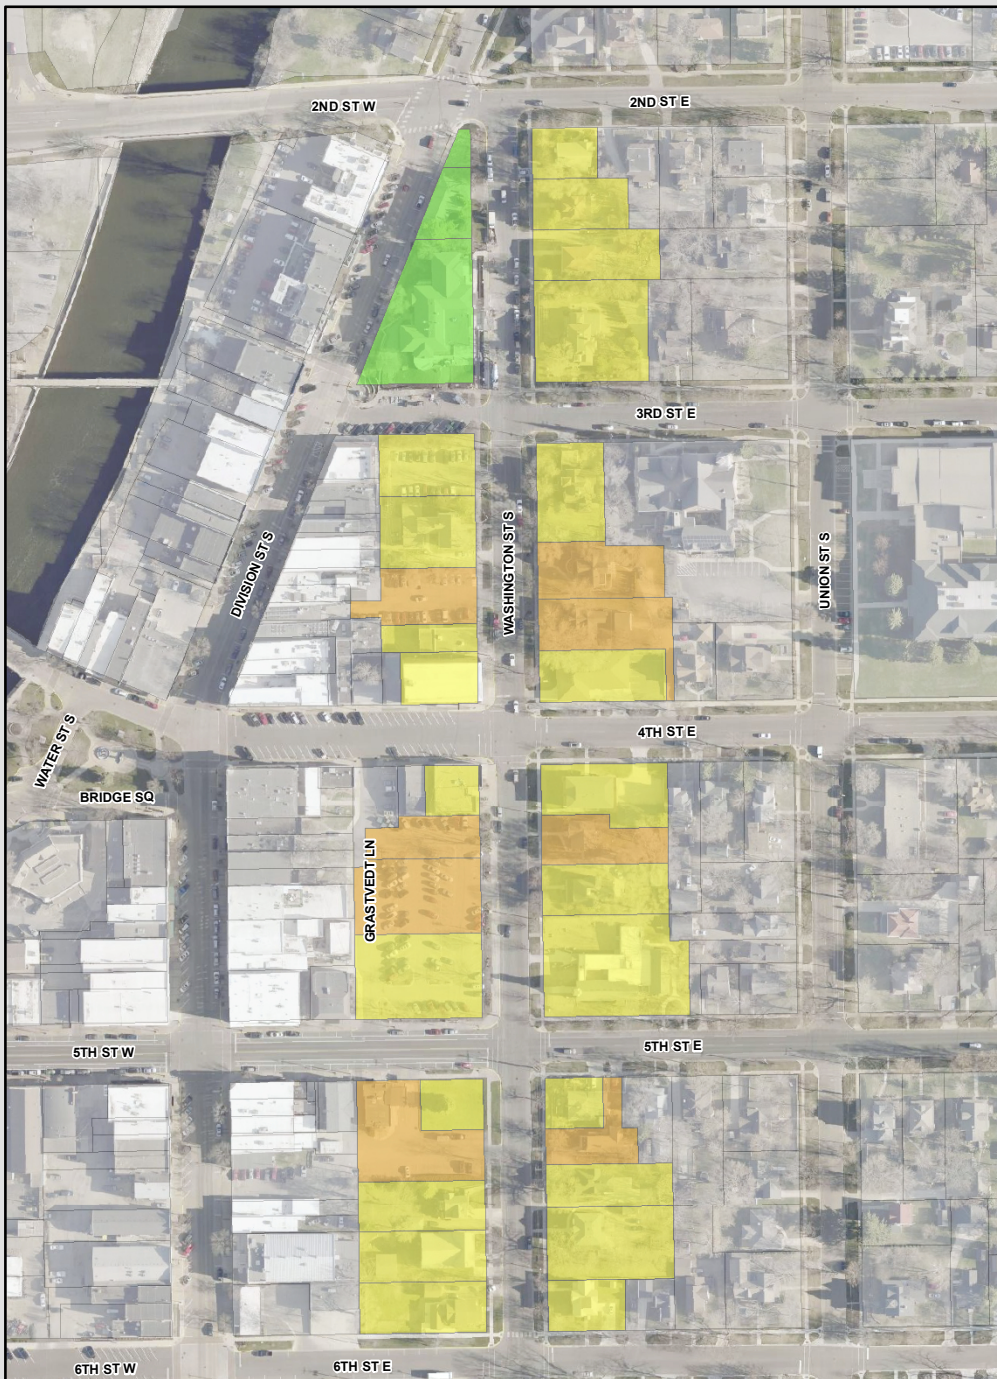 2ND ST W
2ND ST E
3RD ST E
DIVISION ST S
WASHINGTON ST S
UNION ST S
WATER ST S
4TH ST E
BRIDGE SQ
GRASTVEDT LN
5TH ST W
5TH ST E
6TH ST W
6TH ST E